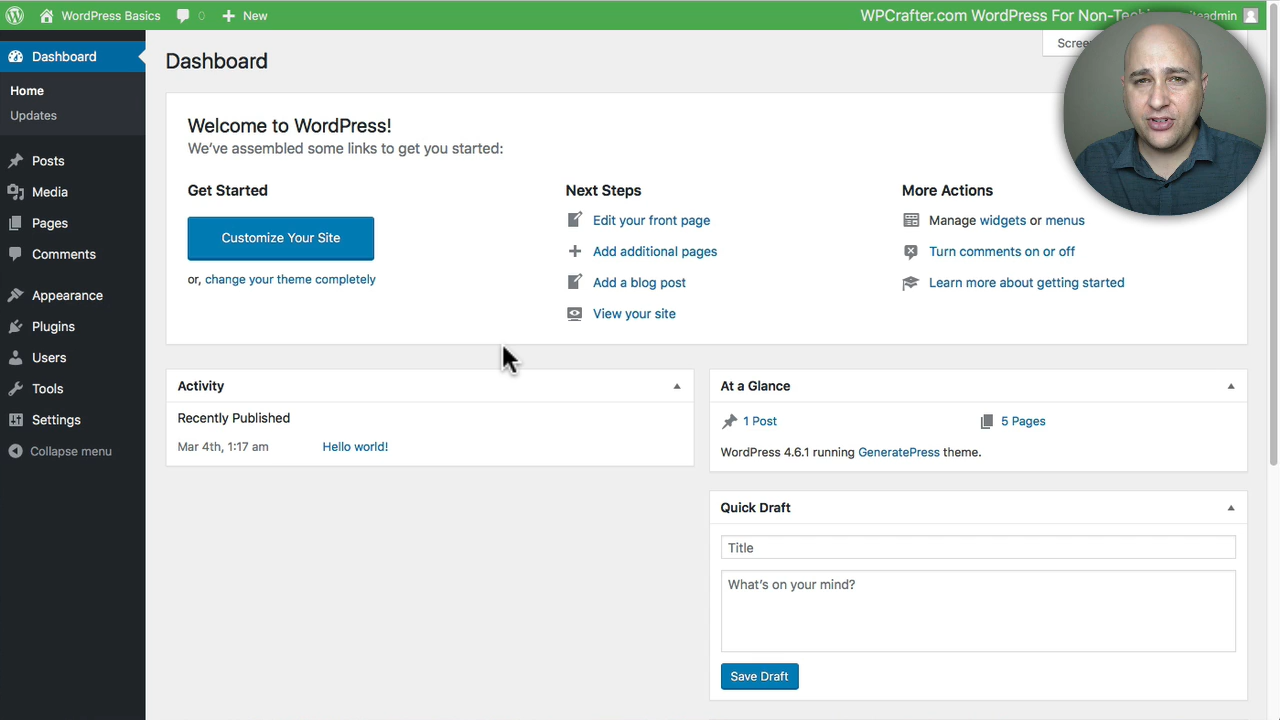 WordPress Basics 0 New WPCrafter.com WordPress For Non-Techies
Dashboard
Home
Updates
Posts
Media
Pages
Comments
Appearance
Plugins
Users
Tools
Settings
Collapse menu
Dashboard
Welcome to WordPress!
We've assembled some links to get you started:
Get Started
Customize Your Site
or, change your theme completely
Next Steps
Edit your front page
Add additional pages
Add a blog post
View your site
More Actions
Manage widgets or menus
Turn comments on or off
Learn more about getting started
Activity
Recently Published
Mar 4th, 1:17 am Hello world!
At a Glance
1 Post 5 Pages
WordPress 4.6.1 running GeneratePress theme.
Quick Draft
Title
What's on your mind?
Save Draft